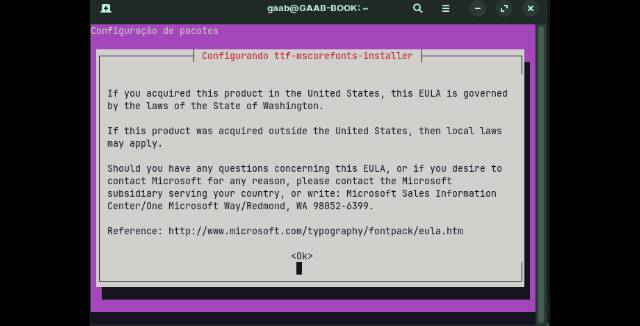 gaab@GAAB-BOOK: ~
Configuração de pacotes
Configurando ttf-mscorefonts-installer
If you acquired this product in the United States, this EULA is governed
by the laws of the State of Washington.
If this product was acquired outside the United States, then local laws
may apply.
Should you have any questions concerning this EULA, or if you desire to
contact Microsoft for any reason, please contact the Microsoft
subsidiary serving your country, or write: Microsoft Sales Information
Center/One Microsoft Way/Redmond, WA 98052-6399.
Reference: http://www.microsoft.com/typography/fontpack/eula.htm
<Ok>